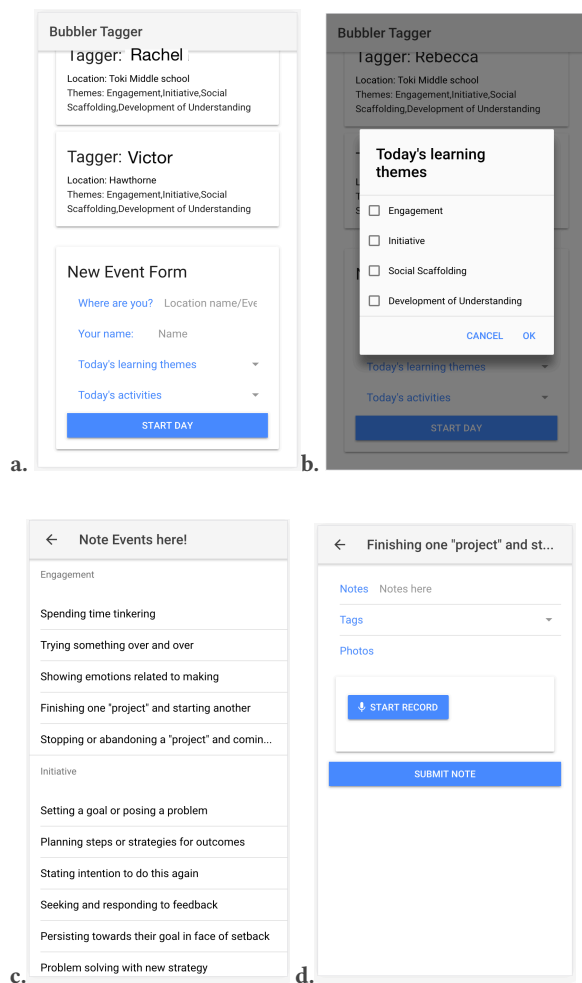 Bubbler Tagger
Tagger: Rachel
Location: Toki Middle school
Themes: Engagement,Initiative,Social
Scaffolding,Development of Understanding
Tagger: Victor
Location: Hawthorne
Themes: Engagement,Initiative,Social
Scaffolding,Development of Understanding
New Event Form
Where are you? Location name/Eve
Your name: Name
Today's learning themes
Today's activities
START DAY
a.
Bubbler Tagger
Tagger: Rebecca
Location: Toki Middle school
Themes: Engagement,Initiative,Social
Scaffolding,Development of Understanding
Today's learning
themes
Engagement
Initiative
Social Scaffolding
Development of Understanding
CANCEL OK
Today's learning themes
Today's activities
START DAY
b.
Note Events here!
Engagement
Spending time tinkering
Trying something over and over
Showing emotions related to making
Finishing one "project" and starting another
Stopping or abandoning a "project" and comin...
Initiative
Setting a goal or posing a problem
Planning steps or strategies for outcomes
Stating intention to do this again
Seeking and responding to feedback
Persisting towards their goal in face of setback
Problem solving with new strategy
c.
Finishing one "project" and st...
Notes Notes here
Tags
Photos
START RECORD
SUBMIT NOTE
d.